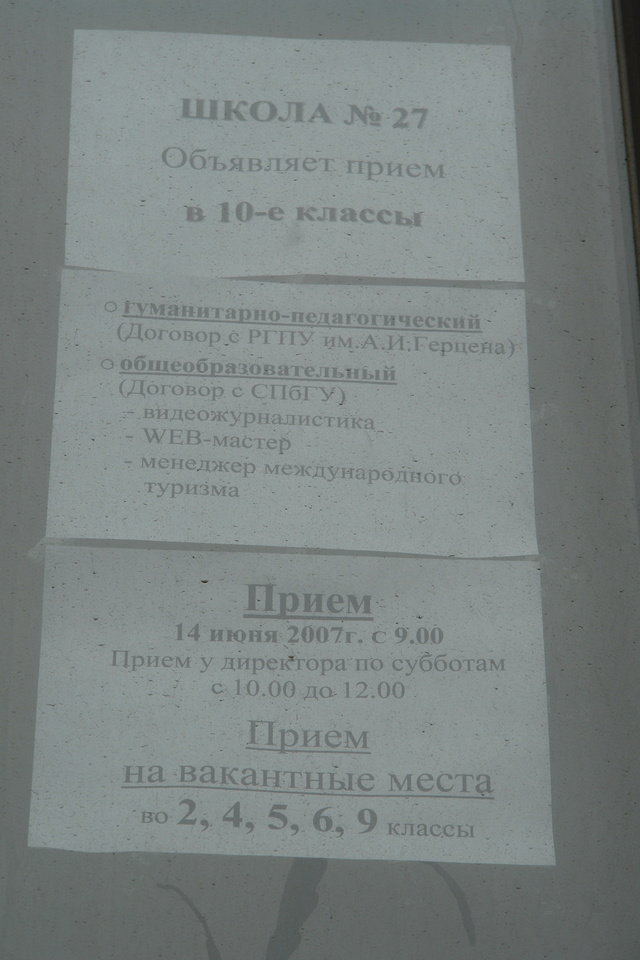 ШКОЛА № 27
Объявляет прием
в 10-е классы
○ гуманитарно-педагогический
(Договор с РГПУ им.А.И.Герцена)
○ общеобразовательный
(Договор с СПбГУ)
- видеожурналистика
- WEB-мастер
- менеджер международного
туризма
Прием
14 июня 2007г. с 9.00
Прием у директора по субботам
с 10.00 до 12.00
Прием
на вакантные места
во 2, 4, 5, 6, 9 классы